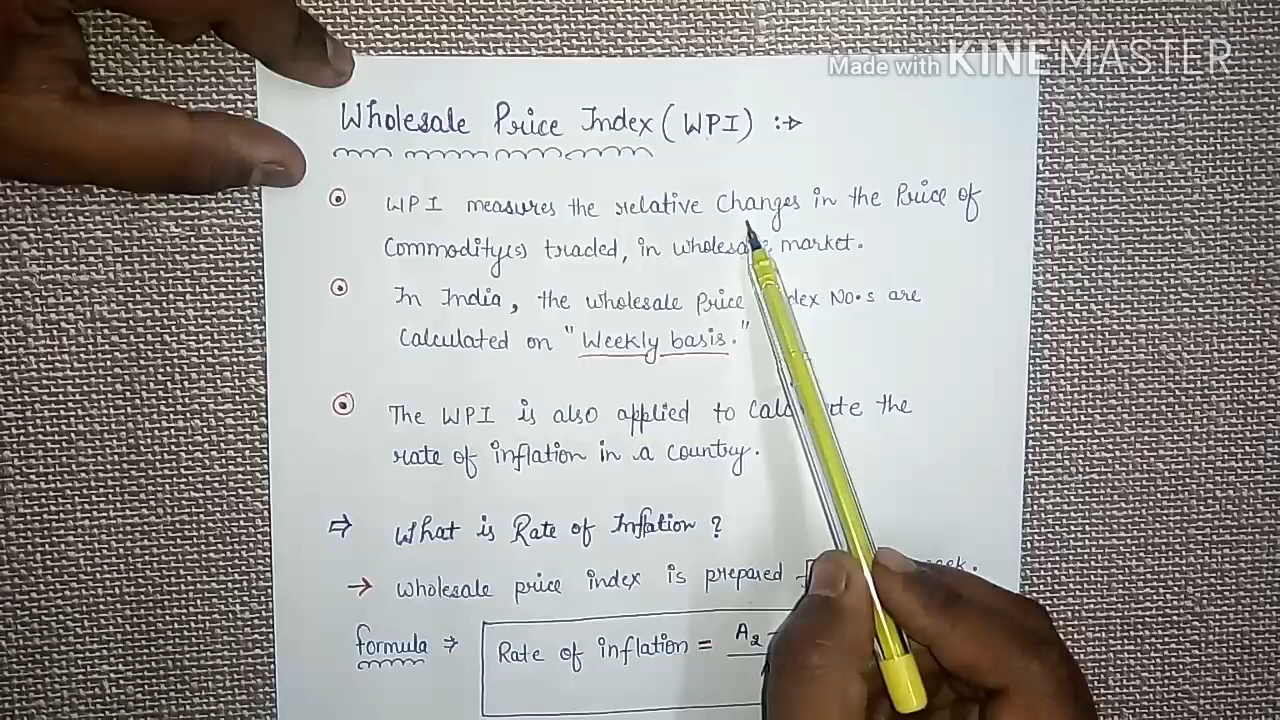 Made with KINEMASTER
Wholesale Price Index (WPI) :→
WPI measures the relative changes in the Price of
Commodity(s) traded, in wholesale market.
In India, the wholesale price index No.s are
Calculated on "Weekly basis."
The WPI is also applied to calculate the
rate of inflation in a country.
⇒ What is Rate of Inflation ?
→ Wholesale price index is prepared
formula ⇒ Rate of inflation = A₂ -